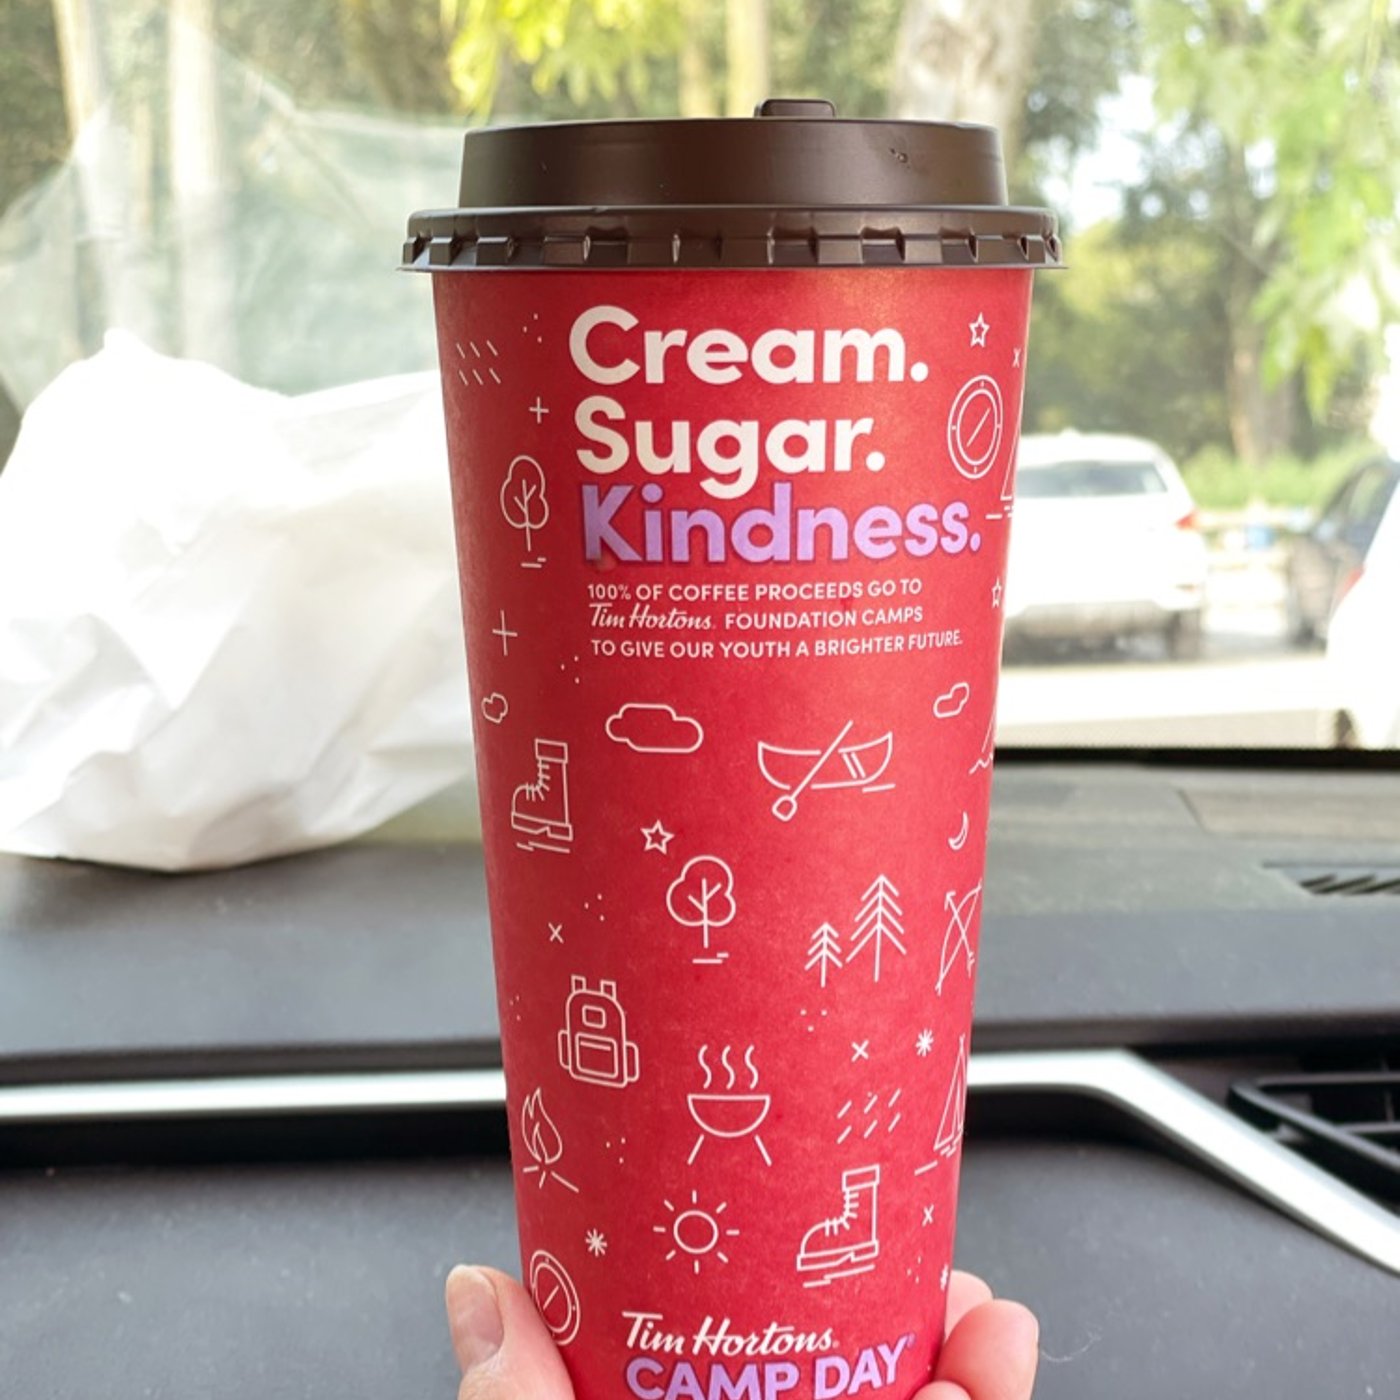 Cream.
Sugar.
Kindness.
100% OF COFFEE PROCEEDS GO TO
Tim Hortons. FOUNDATION CAMPS
TO GIVE OUR YOUTH A BRIGHTER FUTURE.
Tim Hortons.
CAMP DAY®